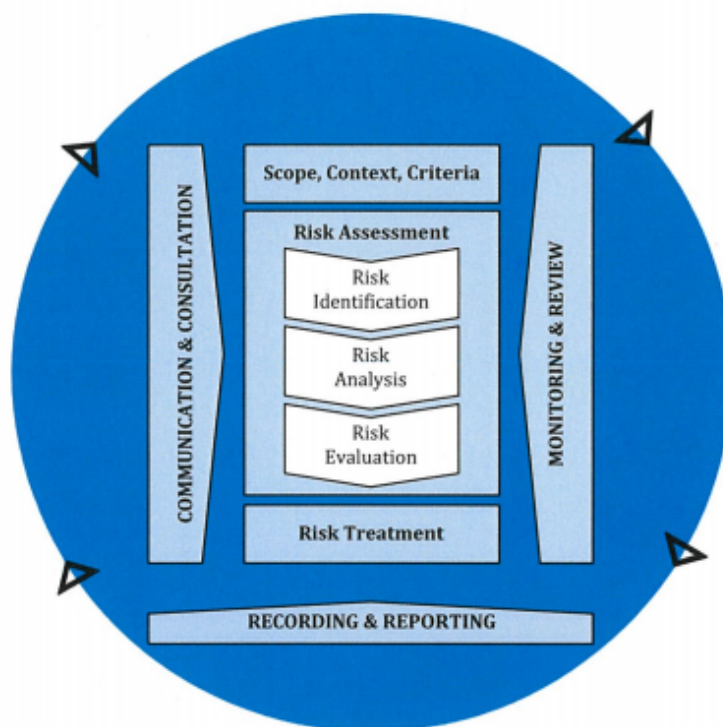 Scope, Context, Criteria
Risk Assessment
Risk
Identification
Risk
Analysis
Risk
Evaluation
Risk Treatment
COMMUNICATION & CONSULTATION
MONITORING & REVIEW
RECORDING & REPORTING